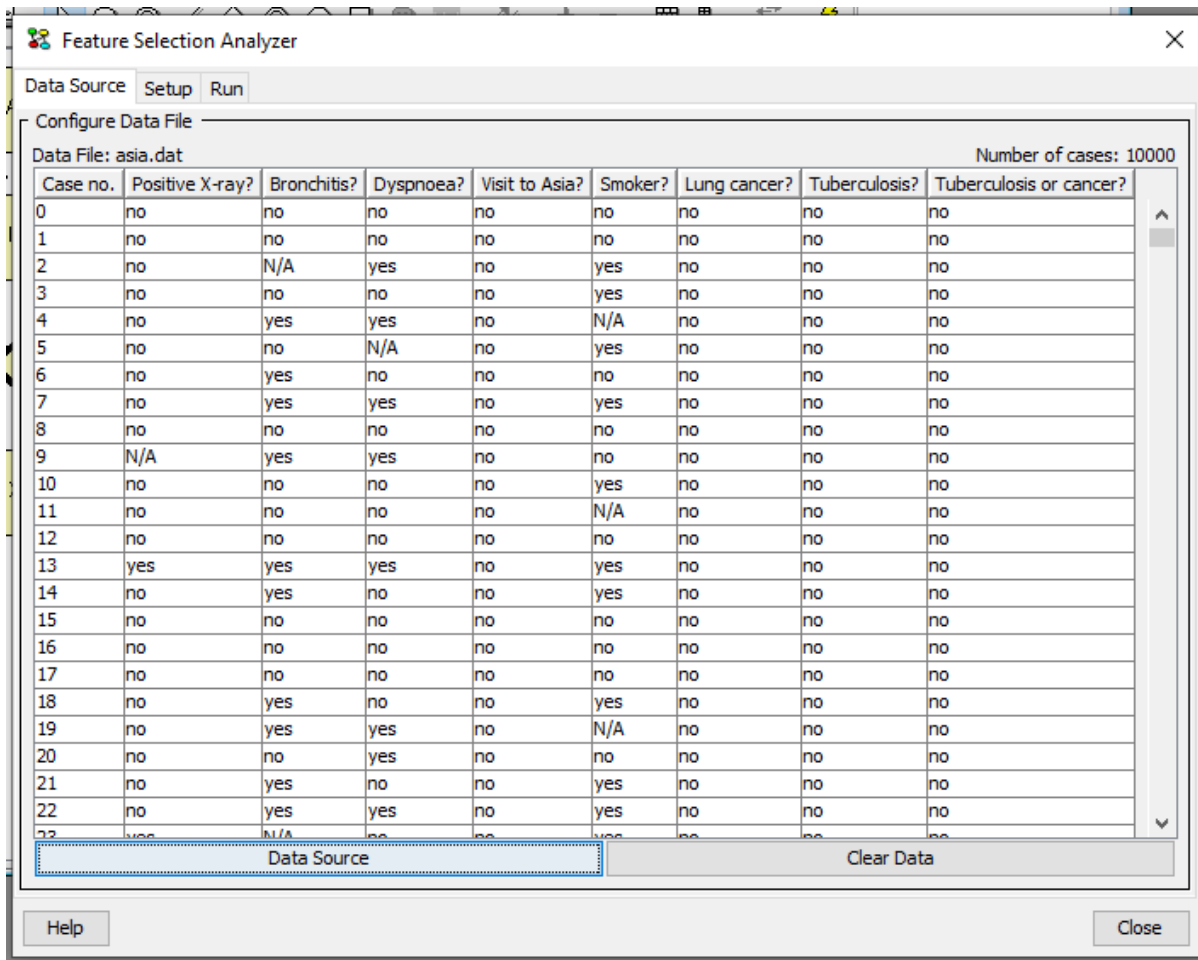 Feature Selection Analyzer
Data Source Setup Run
Configure Data File
Data File: asia.dat Number of cases: 10000
Case no. Positive X-ray? Bronchitis? Dyspnoea? Visit to Asia? Smoker? Lung cancer? Tuberculosis? Tuberculosis or cancer?
0 no no no no no no no no
1 no no no no no no no no
2 no N/A yes no yes no no no
3 no no no no yes no no no
4 no yes yes no N/A no no no
5 no no N/A no yes no no no
6 no yes no no no no no no
7 no yes yes no yes no no no
8 no no no no no no no no
9 N/A yes yes no no no no no
10 no no no no yes no no no
11 no no no no N/A no no no
12 no no no no no no no no
13 yes yes yes no yes no no no
14 no yes no no yes no no no
15 no no no no no no no no
16 no no no no no no no no
17 no no no no no no no no
18 no yes no no yes no no no
19 no yes yes no N/A no no no
20 no no yes no no no no no
21 no yes no no yes no no no
22 no yes yes no yes no no no
23 yes N/A no no yes no no no
Data Source Clear Data
Help Close